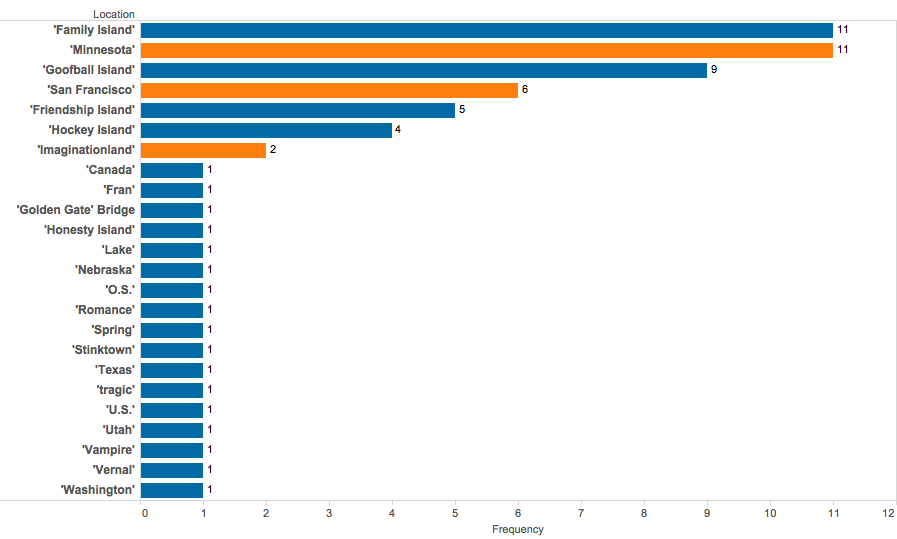 Location
'Family Island' 11
'Minnesota' 11
'Goofball Island' 9
'San Francisco' 6
'Friendship Island' 5
'Hockey Island' 4
'Imaginationland' 2
'Canada' 1
'Fran' 1
'Golden Gate' Bridge 1
'Honesty Island' 1
'Lake' 1
'Nebraska' 1
'O.S.' 1
'Romance' 1
'Spring' 1
'Stinktown' 1
'Texas' 1
'tragic' 1
'U.S.' 1
'Utah' 1
'Vampire' 1
'Vernal' 1
'Washington' 1
0 1 2 3 4 5 6 7 8 9 10 11 12
Frequency